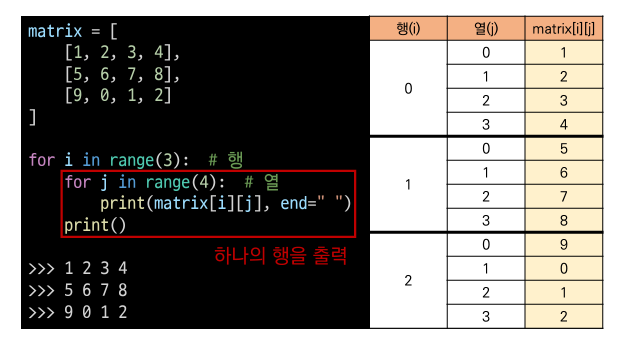 matrix = [
    [1, 2, 3, 4],
    [5, 6, 7, 8],
    [9, 0, 1, 2]
]
for i in range(3):  # 행
    for j in range(4):  # 열
        print(matrix[i][j], end=" ")
    print()
하나의 행을 출력
>>> 1 2 3 4
>>> 5 6 7 8
>>> 9 0 1 2
행(i) 열(j) matrix[i][j]
0 0 1
1 2
2 3
3 4
1 0 5
1 6
2 7
3 8
2 0 9
1 0
2 1
3 2